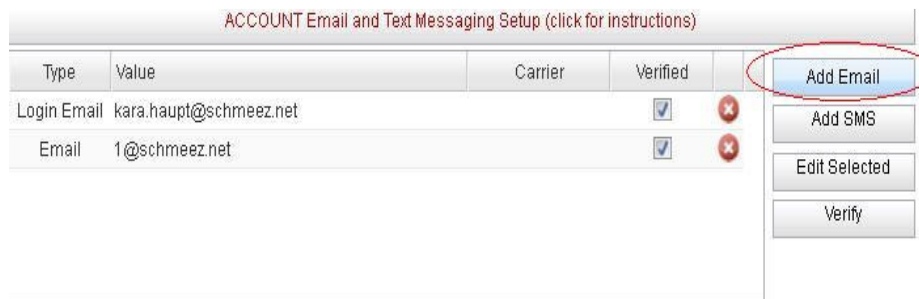 ACCOUNT Email and Text Messaging Setup (click for instructions)
Type Value Carrier Verified
Login Email kara.haupt@schmeez.net
Email 1@schmeez.net
Add Email
Add SMS
Edit Selected
Verify